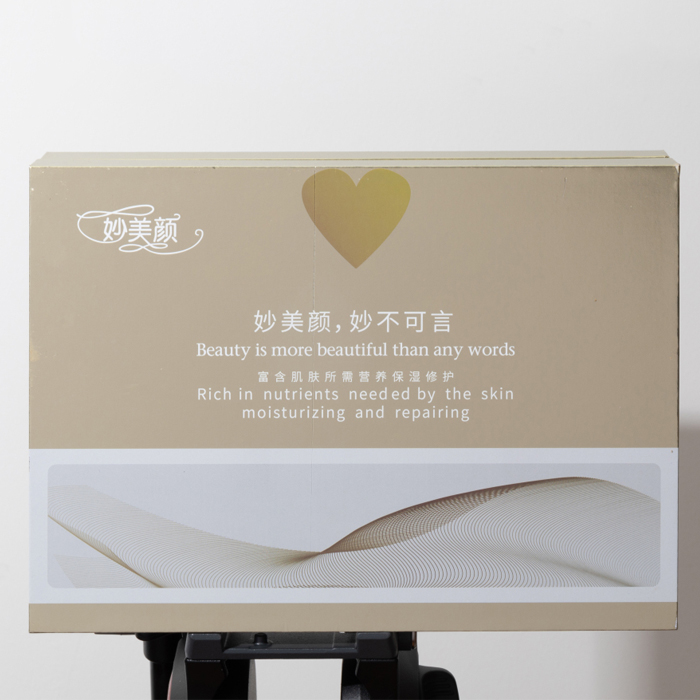 妙美颜
妙美颜，妙不可言
Beauty is more beautiful than any words
富含肌肤所需营养保湿修护
Rich in nutrients needed by the skin
moisturizing and repairing